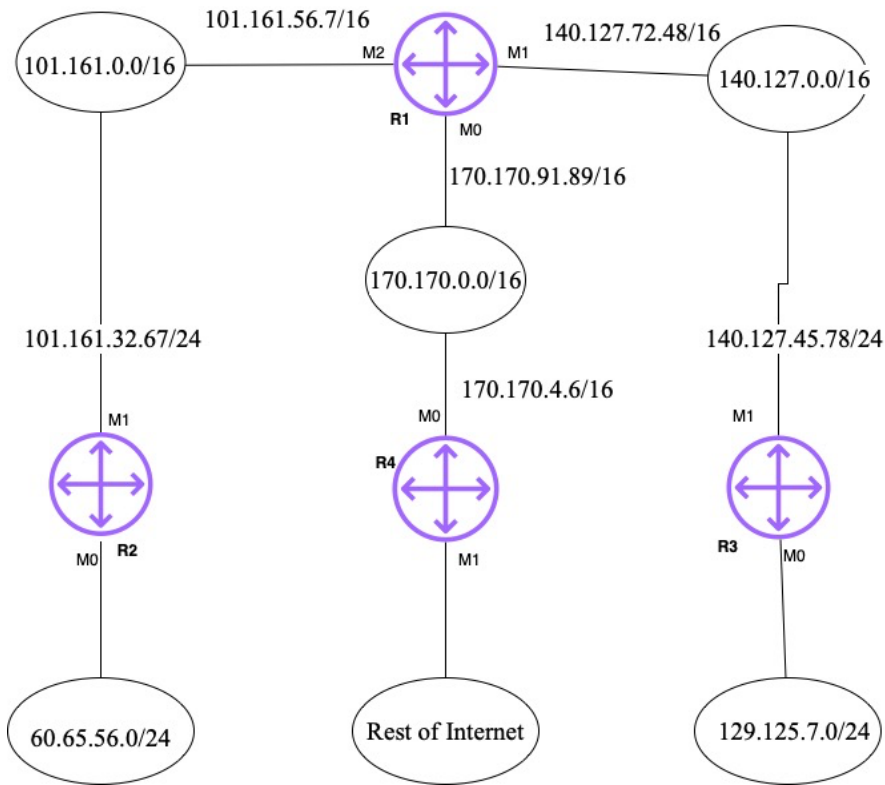 101.161.56.7/16
140.127.72.48/16
M2
M1
101.161.0.0/16
140.127.0.0/16
R1
M0
170.170.91.89/16
170.170.0.0/16
101.161.32.67/24
140.127.45.78/24
170.170.4.6/16
M1
M0
M1
R4
M0
R2
M1
R3
M0
60.65.56.0/24
Rest of Internet
129.125.7.0/24